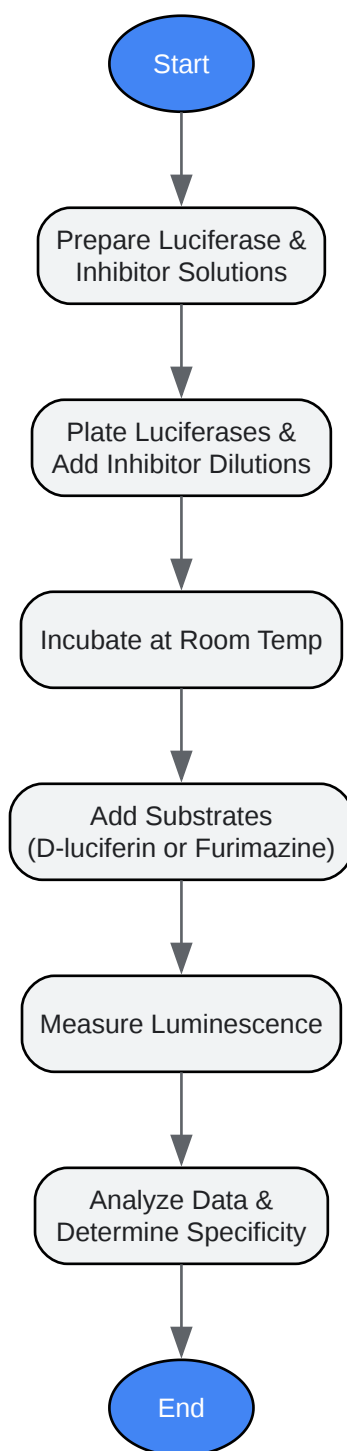 Start
Prepare Luciferase &
Inhibitor Solutions
Plate Luciferases &
Add Inhibitor Dilutions
Incubate at Room Temp
Add Substrates
(D-luciferin or Furimazine)
Measure Luminescence
Analyze Data &
Determine Specificity
End